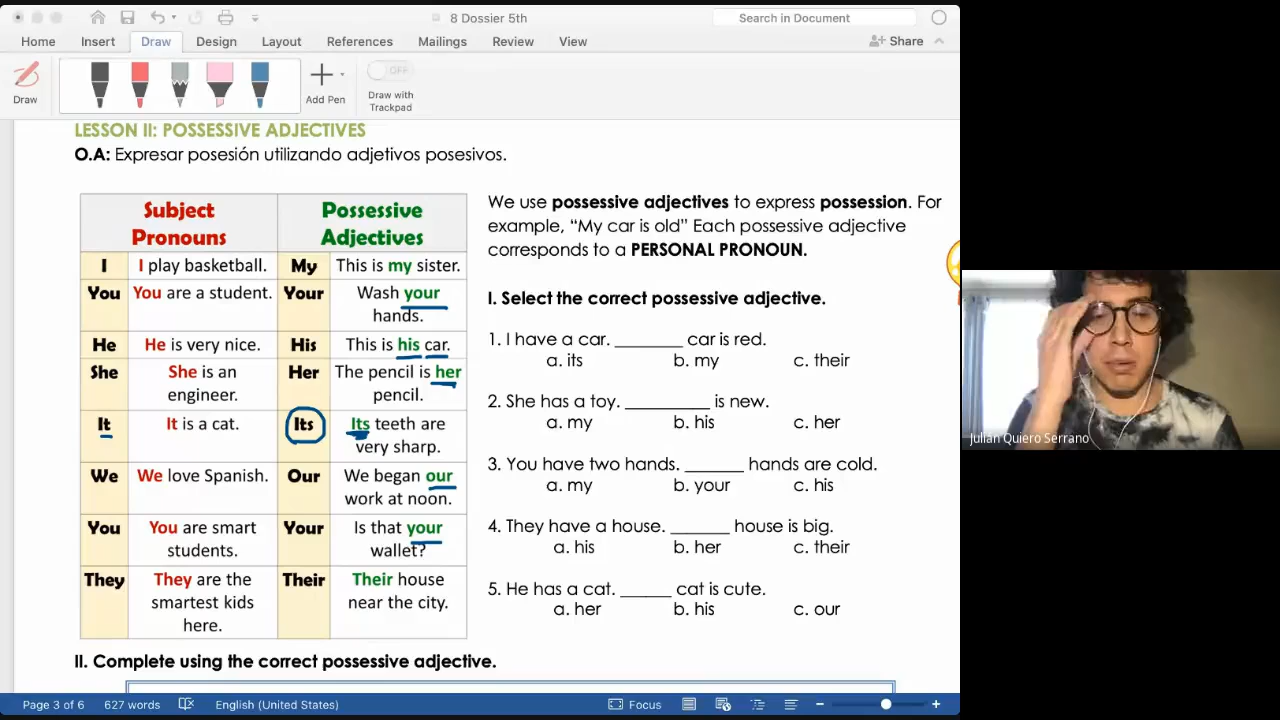 8 Dossier 5th
Search in Document
Home Insert Draw Design Layout References Mailings Review View Share
OFF
Draw Add Pen Draw with
Trackpad
LESSON II: POSSESSIVE ADJECTIVES
O.A: Expresar posesión utilizando adjetivos posesivos.
Subject
Pronouns
Possessive
Adjectives
I I play basketball. My This is my sister.
You You are a student. Your Wash your
hands.
He He is very nice. His This is his car.
She She is an
engineer.
Her The pencil is her
pencil.
It It is a cat. Its Its teeth are
very sharp.
We We love Spanish. Our We began our
work at noon.
You You are smart
students.
Your Is that your
wallet?
They They are the
smartest kids
here.
Their Their house
near the city.
We use possessive adjectives to express possession. For
example, “My car is old” Each possessive adjective
corresponds to a PERSONAL PRONOUN.
I. Select the correct possessive adjective.
1. I have a car. ________ car is red.
a. its b. my c. their
2. She has a toy. __________ is new.
a. my b. his c. her
3. You have two hands. _______ hands are cold.
a. my b. your c. his
4. They have a house. _______ house is big.
a. his b. her c. their
5. He has a cat. ______ cat is cute.
a. her b. his c. our
II. Complete using the correct possessive adjective.
Page 3 of 6 627 words English (United States) Focus
Julián Quiero Serrano